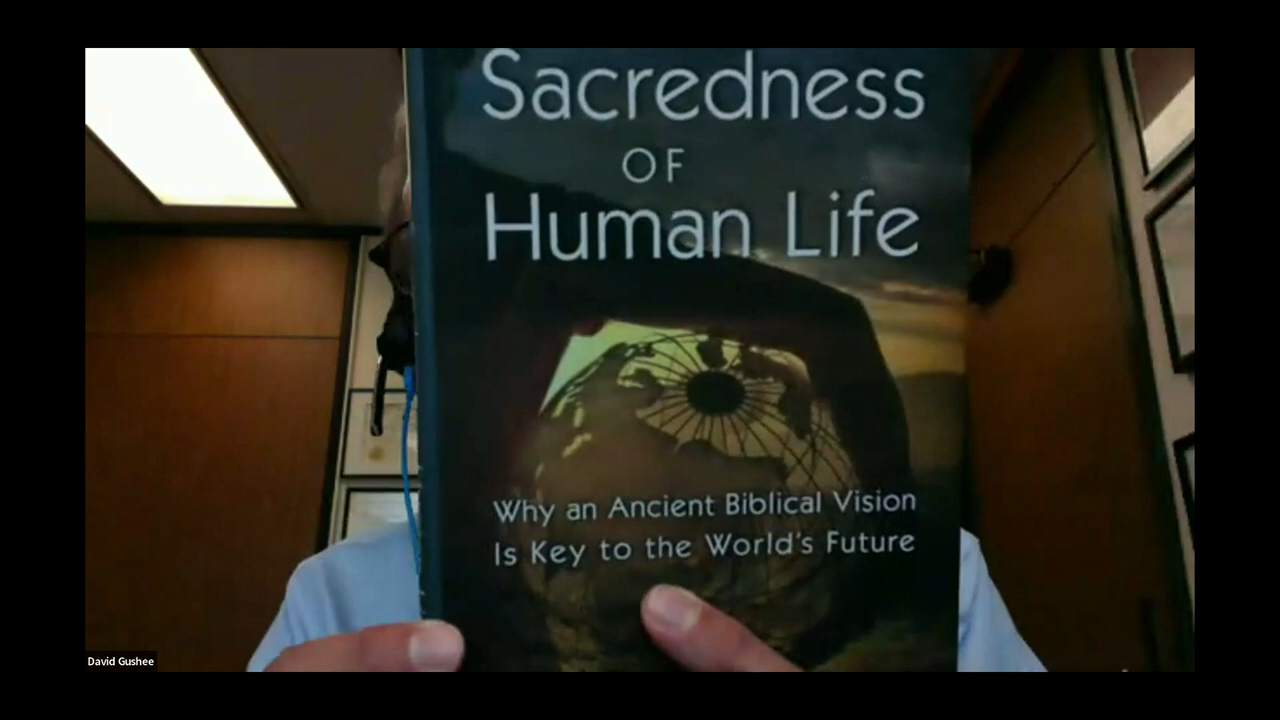 Sacredness
OF
Human Life
Why an Ancient Biblical Vision
Is Key to the World's Future
David Gushee